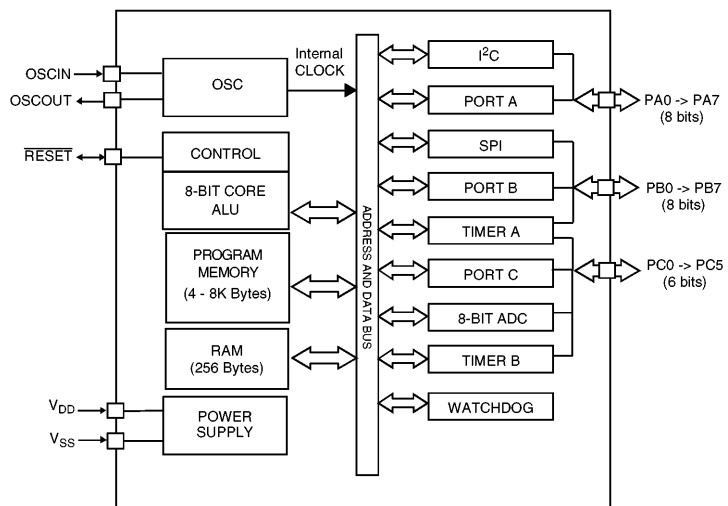 OSCIN
OSCOUT
OSC
Internal
CLOCK
RESET
CONTROL
8-BIT CORE
ALU
PROGRAM
MEMORY
(4 - 8K Bytes)
RAM
(256 Bytes)
VDD
VSS
POWER
SUPPLY
ADDRESS AND DATA BUS
I²C
PORT A
SPI
PORT B
TIMER A
PORT C
8-BIT ADC
TIMER B
WATCHDOG
PA0 -> PA7
(8 bits)
PB0 -> PB7
(8 bits)
PC0 -> PC5
(6 bits)